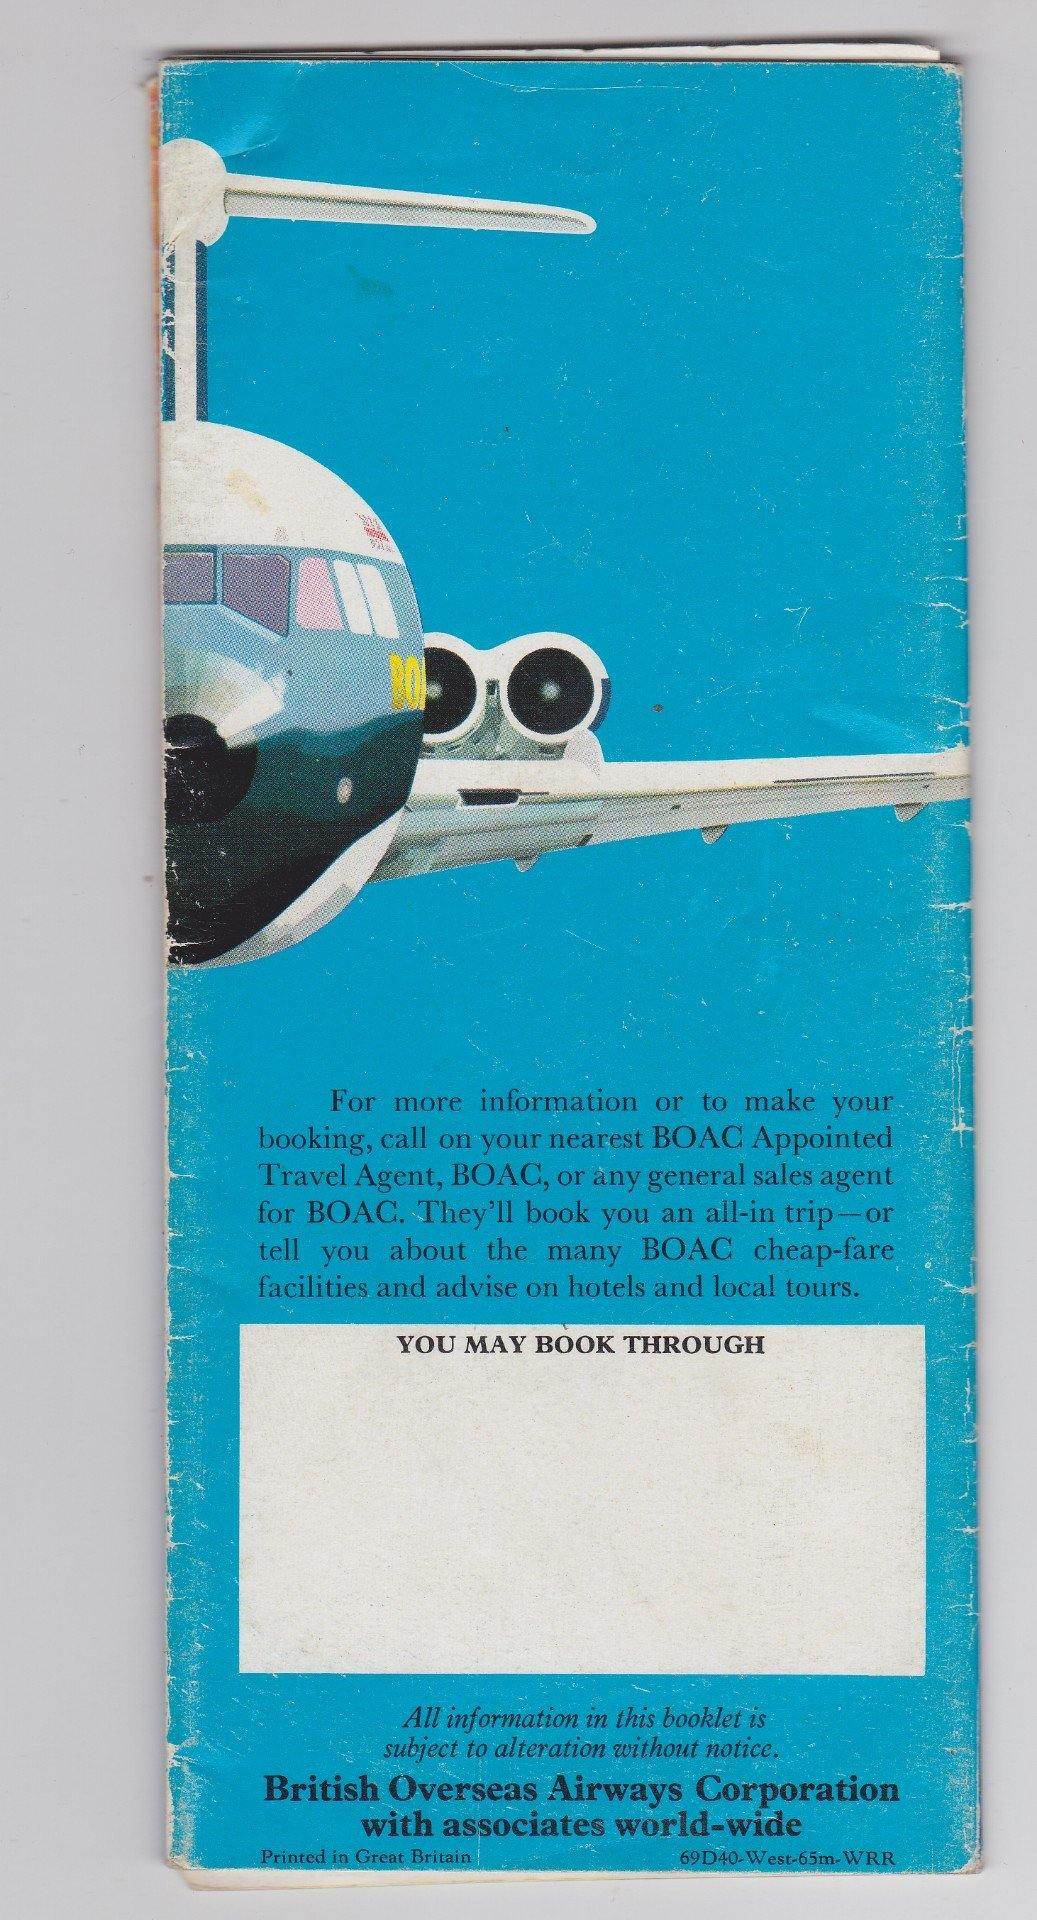 BOA
For more information or to make your
booking, call on your nearest BOAC Appointed
Travel Agent, BOAC, or any general sales agent
for BOAC. They'll book you an all-in trip—or
tell you about the many BOAC cheap-fare
facilities and advise on hotels and local tours.
YOU MAY BOOK THROUGH
All information in this booklet is
subject to alteration without notice.
British Overseas Airways Corporation
with associates world-wide
Printed in Great Britain 69D40-West-65m-WRR